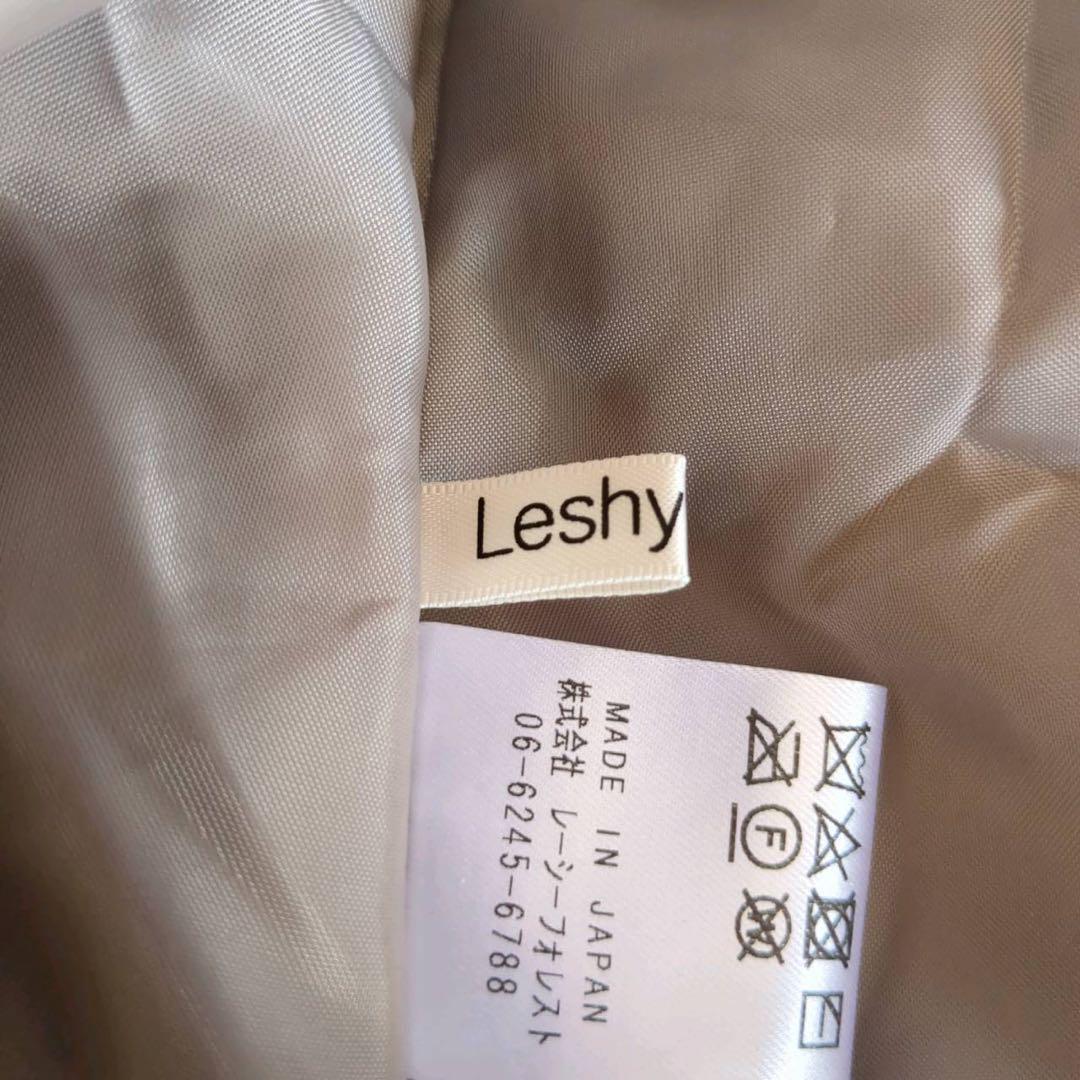 Leshy
MADE IN JAPAN
株式会社 レーシーフォレスト
06-6245-6788
F
W